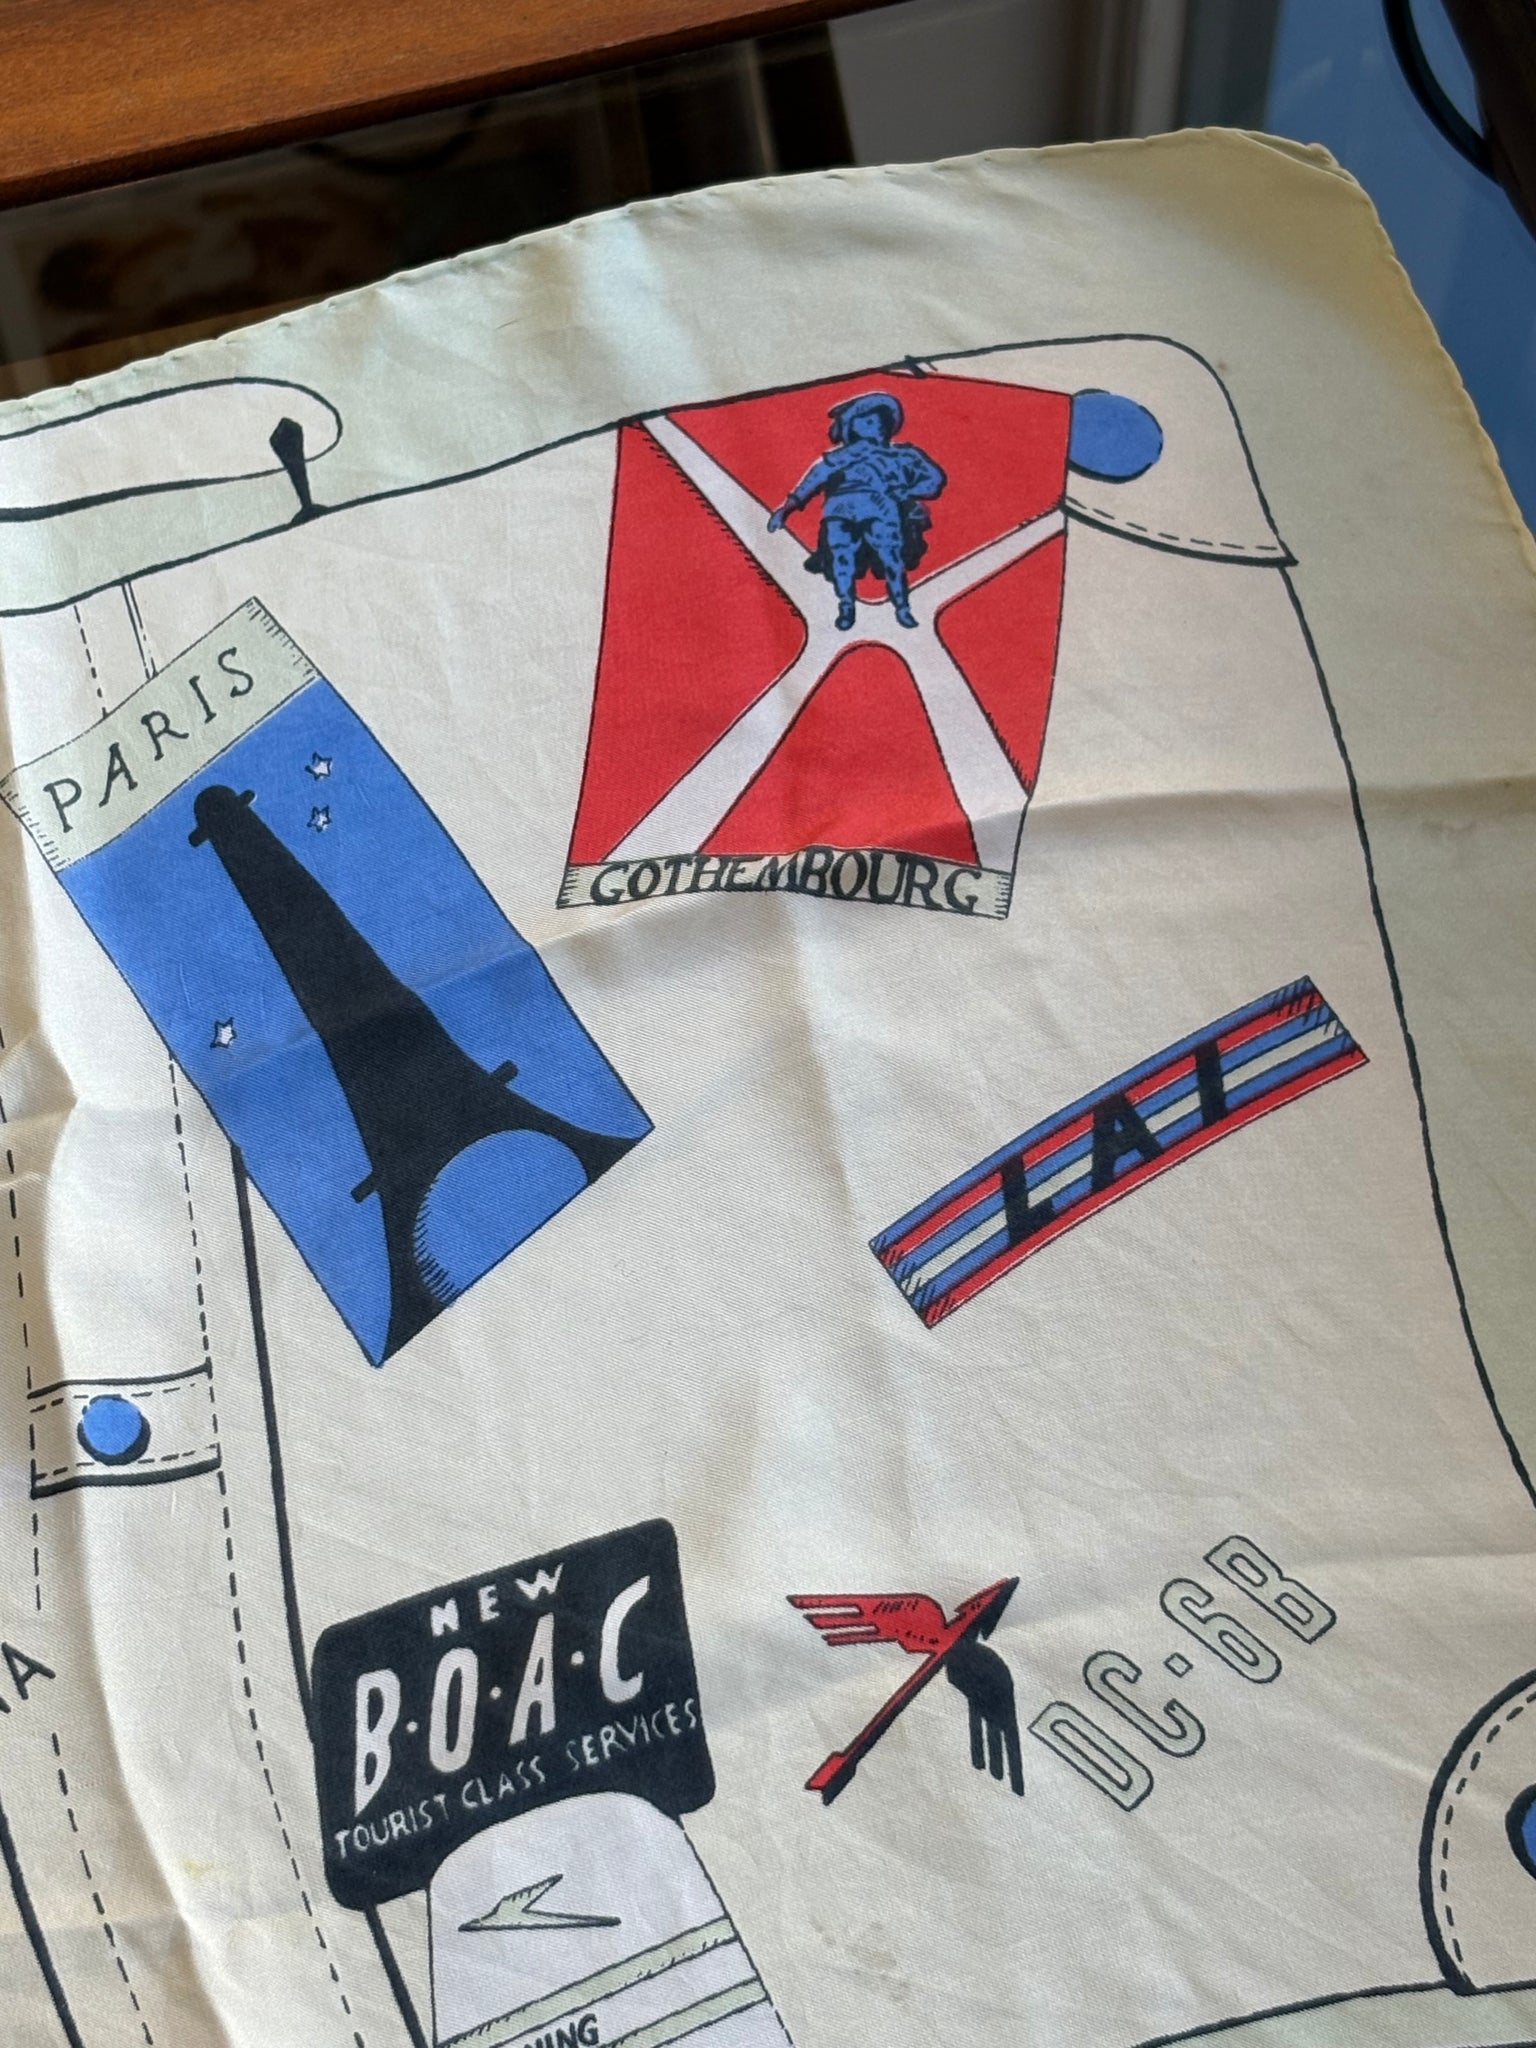 PARIS
GOTHEMBOURG
LAI
NEW
B·O·A·C
TOURIST CLASS SERVICES
DC-6B